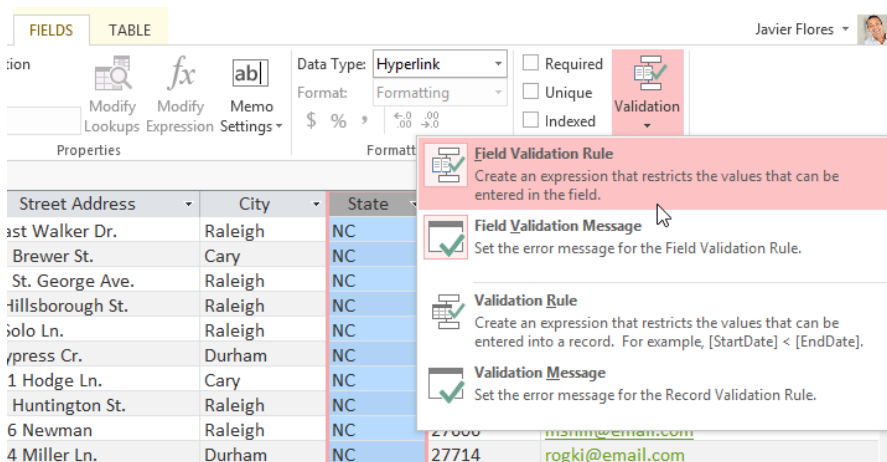 FIELDS TABLE Javier Flores
tion
Modify Lookups
Modify Expression
ab|
Memo Settings
Properties
Data Type: Hyperlink
Format: Formatting
$ % , ←.0 .00 .00 →.0
Formatt
Required
Unique
Indexed
Validation
Field Validation Rule
Create an expression that restricts the values that can be
entered in the field.
Field Validation Message
Set the error message for the Field Validation Rule.
Validation Rule
Create an expression that restricts the values that can be
entered into a record. For example, [StartDate] < [EndDate].
Validation Message
Set the error message for the Record Validation Rule.
Street Address City State
ast Walker Dr. Raleigh NC
Brewer St. Cary NC
St. George Ave. Raleigh NC
Hillsborough St. Raleigh NC
Solo Ln. Raleigh NC
ypress Cr. Durham NC
1 Hodge Ln. Cary NC
Huntington St. Raleigh NC
6 Newman Raleigh NC
4 Miller Ln. Durham NC 27714 rogki@email.com